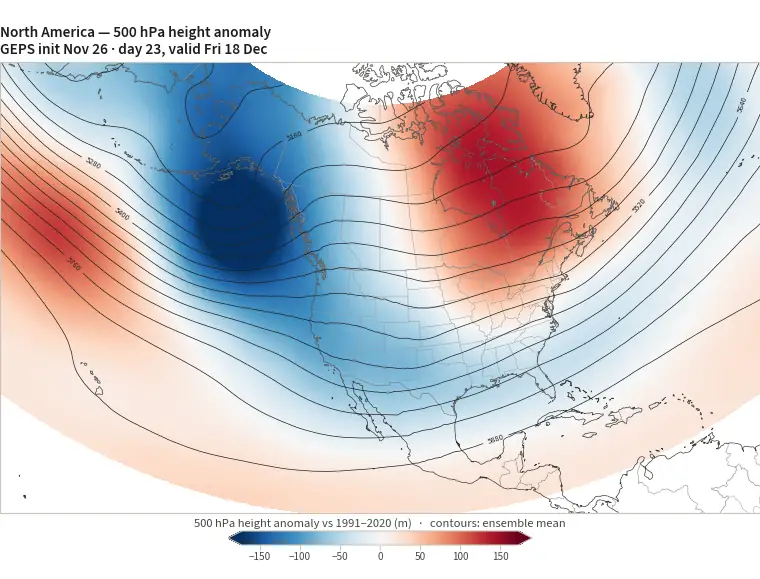 North America — 500 hPa height anomaly
GEPS init Nov 26 · day 23, valid Fri 18 Dec
5640
5160
5280
5400
5520
5760
5880
500 hPa height anomaly vs 1991–2020 (m) · contours: ensemble mean
−150 −100 −50 0 50 100 150